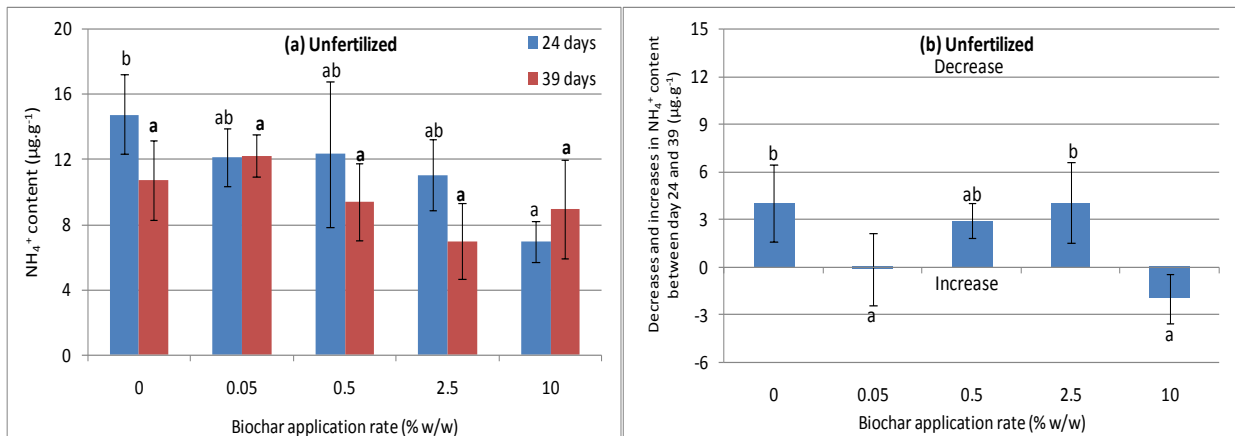 (a) Unfertilized
24 days
39 days
NH₄⁺ content (µg.g⁻¹)
20
16
12
8
4
0
b
a
ab
a
ab
a
ab
a
a
a
0
0.05
0.5
2.5
10
Biochar application rate (% w/w)
(b) Unfertilized
Decrease
Decreases and increases in NH₄⁺ content
between day 24 and 39 (µg.g⁻¹)
15
12
9
6
3
0
-3
-6
b
a
ab
b
a
Increase
0
0.05
0.5
2.5
10
Biochar application rate (% w/w)